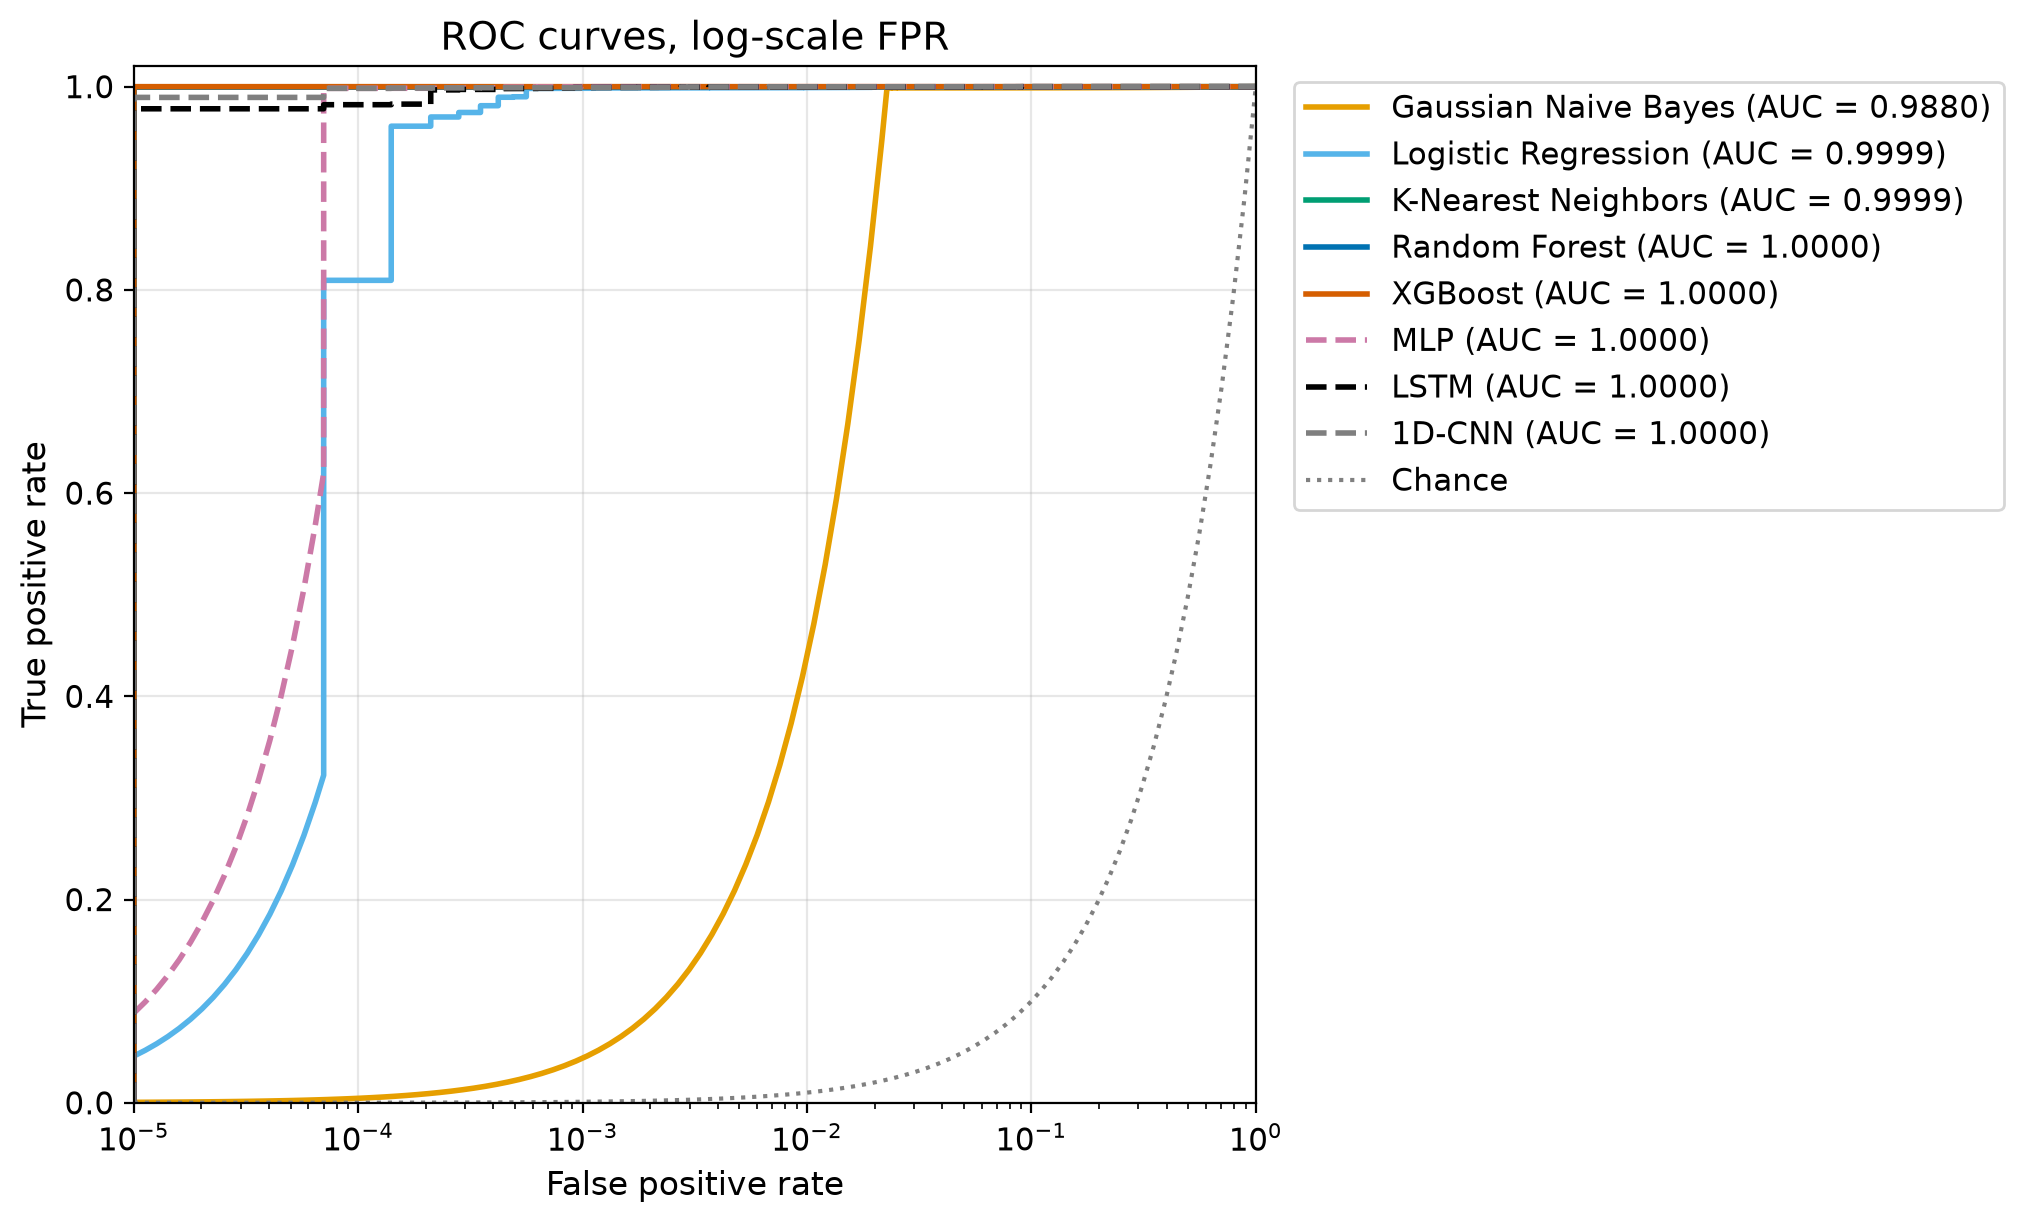 ROC curves, log-scale FPR
True positive rate
1.0
0.8
0.6
0.4
0.2
0.0
10⁻⁵ 10⁻⁴ 10⁻³ 10⁻² 10⁻¹ 10⁰
False positive rate
Gaussian Naive Bayes (AUC = 0.9880)
Logistic Regression (AUC = 0.9999)
K-Nearest Neighbors (AUC = 0.9999)
Random Forest (AUC = 1.0000)
XGBoost (AUC = 1.0000)
MLP (AUC = 1.0000)
LSTM (AUC = 1.0000)
1D-CNN (AUC = 1.0000)
Chance